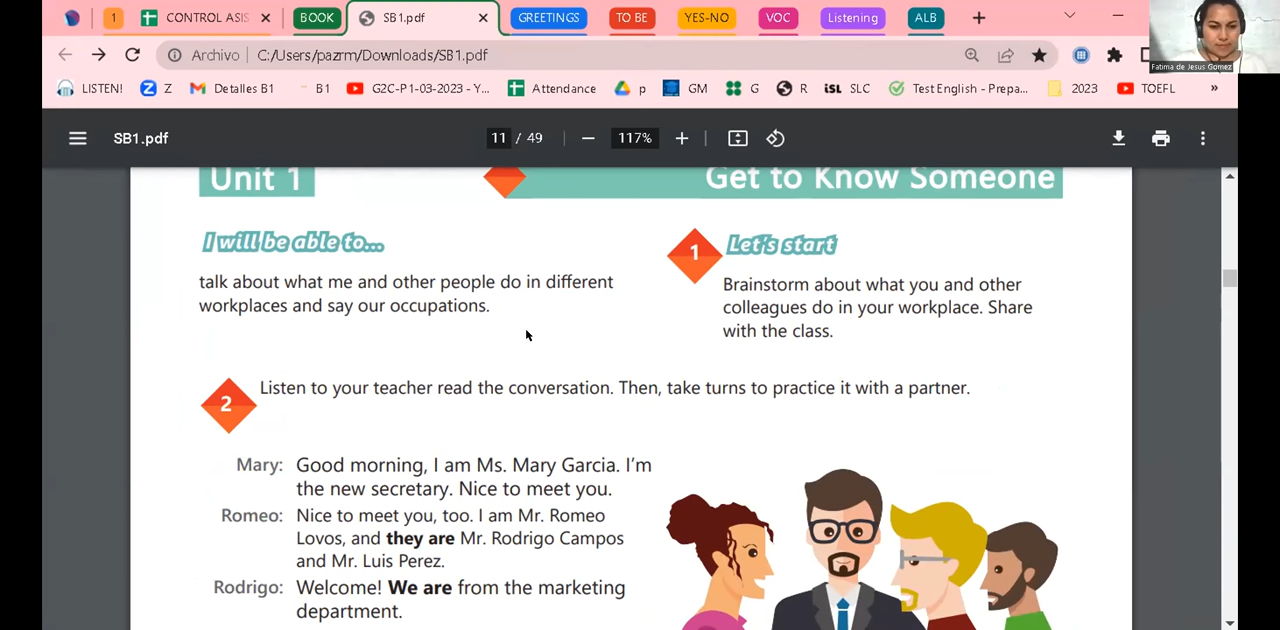 1 CONTROL ASIS BOOK SB1.pdf GREETINGS TO BE YES-NO VOC Listening ALB
Archivo C:/Users/pazrm/Downloads/SB1.pdf
Fatima de Jesus Gomez
LISTEN! Z Detalles B1 B1 G2C-P1-03-2023 - Y... Attendance p GM G R iSL SLC Test English - Prepa... 2023 TOEFL »
SB1.pdf 11 / 49 117%
Unit 1 Get to Know Someone
I will be able to...
talk about what me and other people do in different
workplaces and say our occupations.
1 Let's start
Brainstorm about what you and other
colleagues do in your workplace. Share
with the class.
2 Listen to your teacher read the conversation. Then, take turns to practice it with a partner.
Mary: Good morning, I am Ms. Mary Garcia. I'm
the new secretary. Nice to meet you.
Romeo: Nice to meet you, too. I am Mr. Romeo
Lovos, and they are Mr. Rodrigo Campos
and Mr. Luis Perez.
Rodrigo: Welcome! We are from the marketing
department.